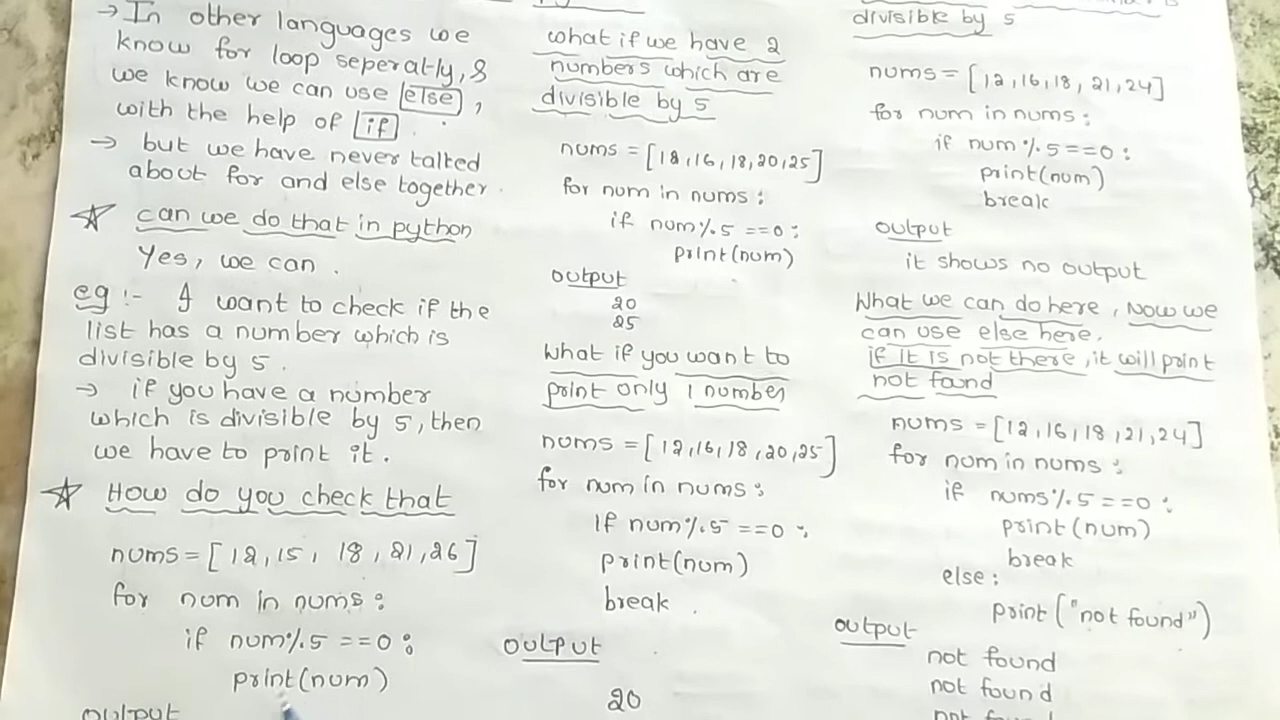 → In other languages we
know for loop seperatly, &
we know we can use else,
with the help of if.
→ but we have never talted
about for and else together.
☆ can we do that in python
Yes, we can.
eg :- I want to check if the
list has a number which is
divisible by 5.
→ if you have a number
which is divisible by 5, then
we have to print it.
☆ How do you check that
nums = [12, 15, 18, 21, 26]
for num in nums:
if num%5 ==0:
print(num)
output
what if we have 2
numbers which are
divisible by 5
nums = [18,16,18,20,25]
for num in nums:
if num%5 ==0:
print(num)
output
20
25
What if you want to
print only 1 number
nums = [12,16,18,20,25]
for num in nums:
If num%5 ==0:
print(num)
break.
output
20
divisible by 5
nums = [12,16,18, 21,24]
for num in nums:
if num%5==0:
print(num)
break
output
it shows no output
What we can do here, Now we
can use else here.
if it is not there, it will print
not found
nums = [12,16,18,21,24]
for num in nums:
if nums%5 ==0:
print(num)
break
else:
print("not found")
output
not found
not found
not found